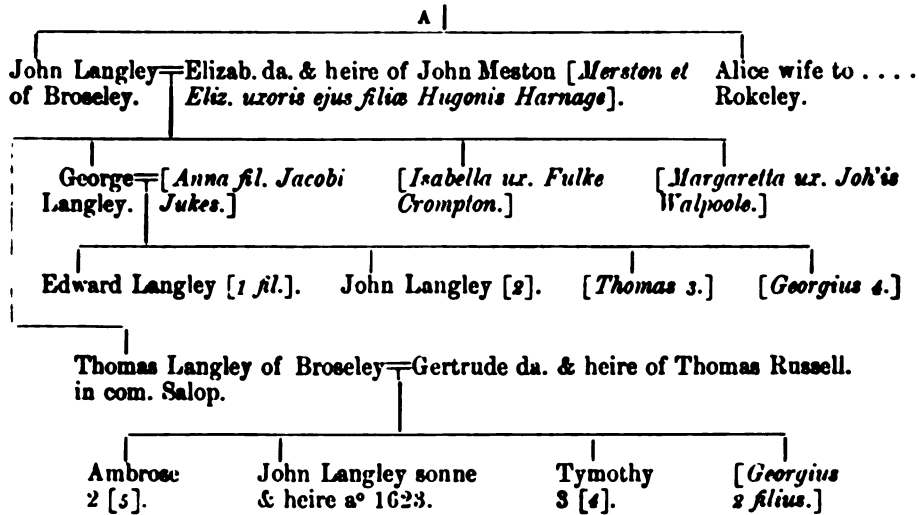 A
John Langley=Elizab. da. & heire of John Meston [Merston et Alice wife to . . . .
of Broseley. Eliz. uxoris ejus filiæ Hugonis Harnage]. Rokeley.
George=[Anna fil. Jacobi [Isabella ux. Fulke [Margaretta ux. Joh'is
Langley. Jukes.] Crompton.] Walpoole.]
Edward Langley [1 fil.]. John Langley [2]. [Thomas 3.] [Georgius 4.]
Thomas Langley of Broseley=Gertrude da. & heire of Thomas Russell.
in com. Salop.
Ambrose John Langley sonne Tymothy [Georgius
2 [5]. & heire aº 1623. 3 [4]. 2 filius.]